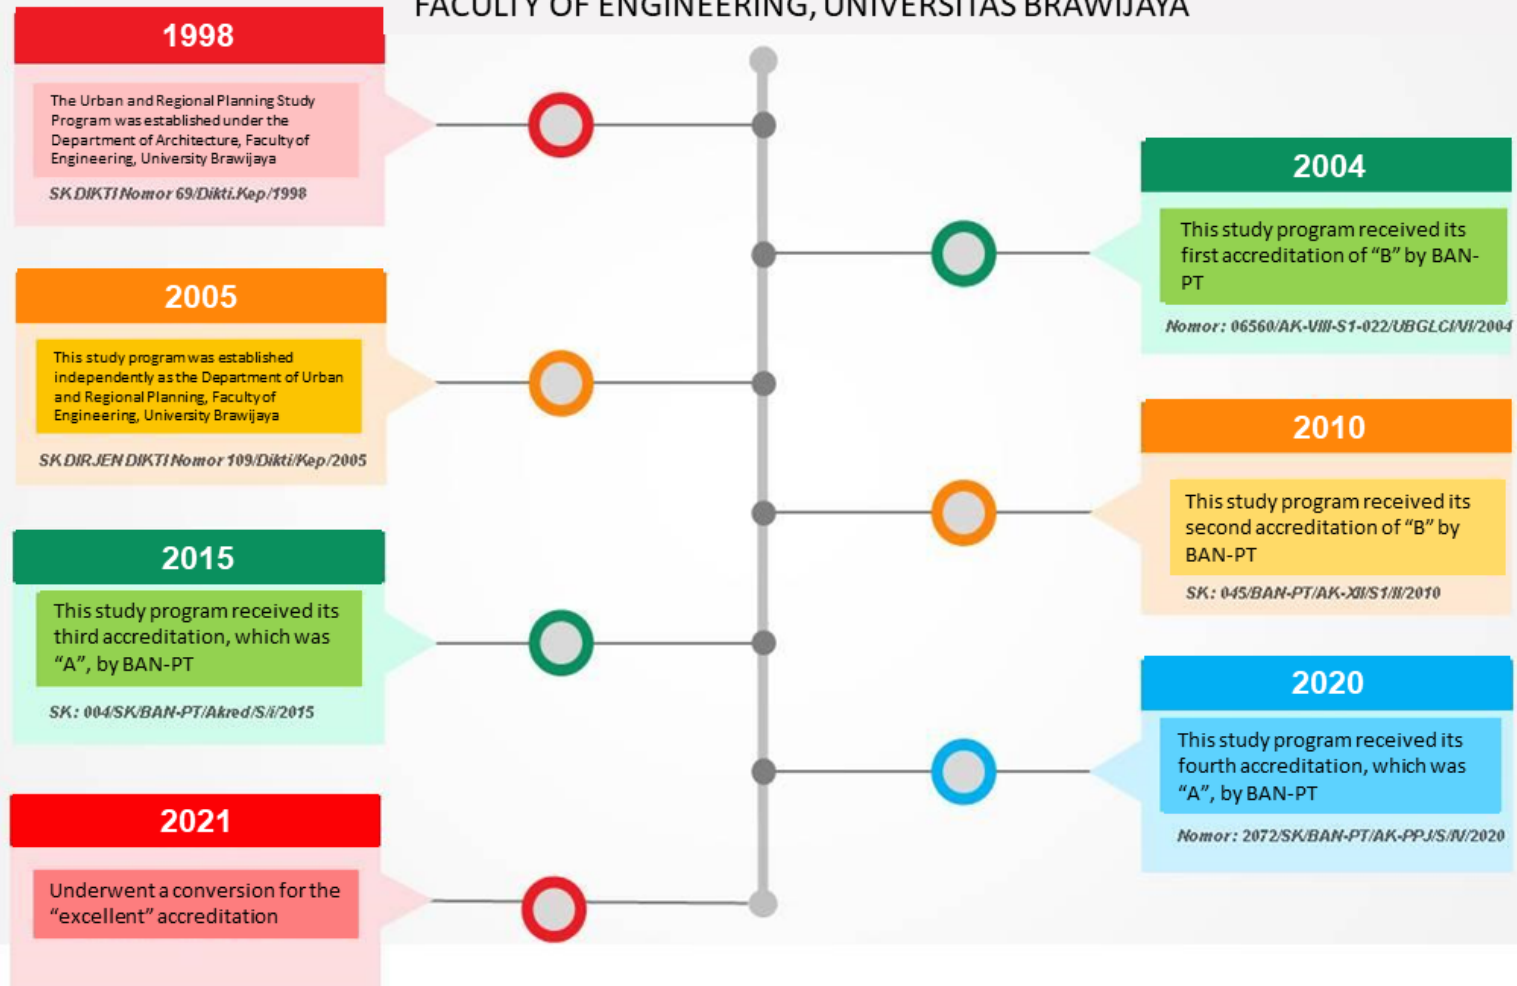 FACULTY OF ENGINEERING, UNIVERSITAS BRAWIJAYA
1998
The Urban and Regional Planning Study
Program was established under the
Department of Architecture, Faculty of
Engineering, University Brawijaya
SK DIKTI Nomor 69/Dikti.Kep/1998
2004
This study program received its
first accreditation of “B” by BAN-
PT
Nomor: 06560/AK-VIII-S1-022/UBGLCI/VI/2004
2005
This study program was established
independently as the Department of Urban
and Regional Planning, Faculty of
Engineering, University Brawijaya
SK DIRJEN DIKTI Nomor 109/Dikti/Kep/2005
2010
This study program received its
second accreditation of “B” by
BAN-PT
SK: 045/BAN-PT/AK-XII/S1/II/2010
2015
This study program received its
third accreditation, which was
“A”, by BAN-PT
SK: 004/SK/BAN-PT/Akred/S/i/2015
2020
This study program received its
fourth accreditation, which was
“A”, by BAN-PT
Nomor: 2072/SK/BAN-PT/AK-PPJ/S/IV/2020
2021
Underwent a conversion for the
“excellent” accreditation